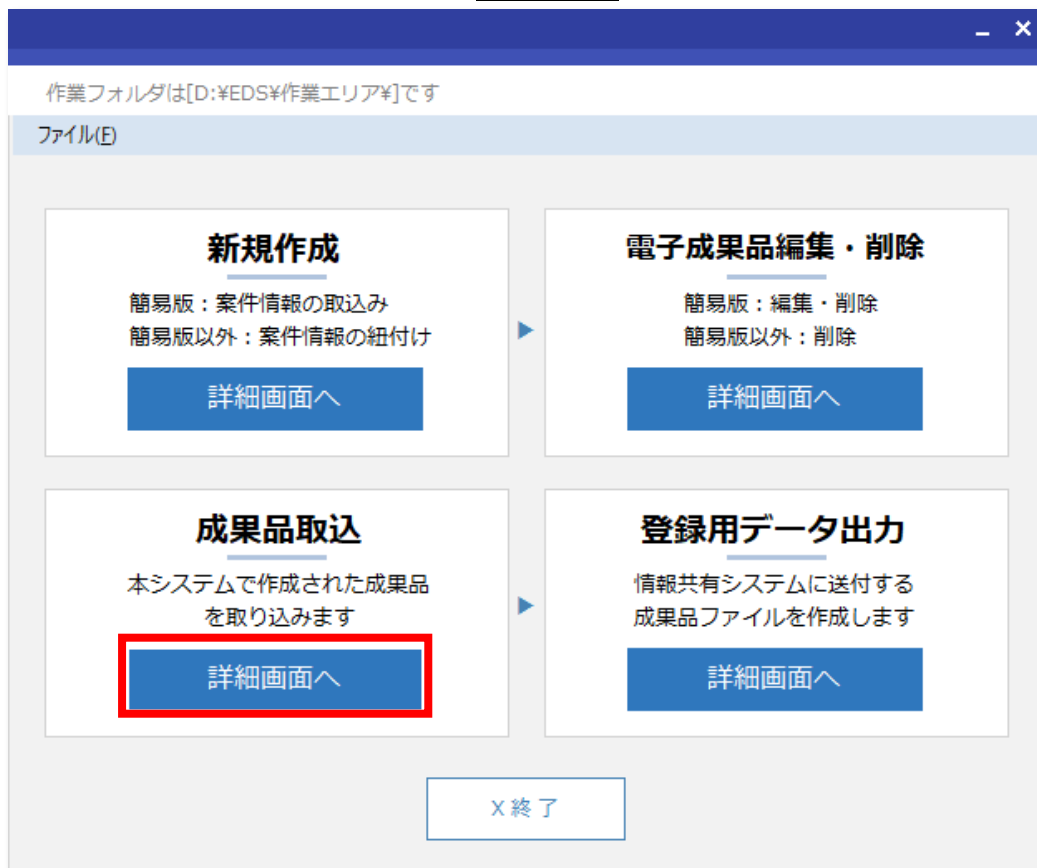 作業フォルダは[D:¥EDS¥作業エリア¥]です
ファイル(F)
新規作成
簡易版：案件情報の取込み
簡易版以外：案件情報の紐付け
詳細画面へ
電子成果品編集・削除
簡易版：編集・削除
簡易版以外：削除
詳細画面へ
成果品取込
本システムで作成された成果品
を取り込みます
詳細画面へ
登録用データ出力
情報共有システムに送付する
成果品ファイルを作成します
詳細画面へ
X 終了